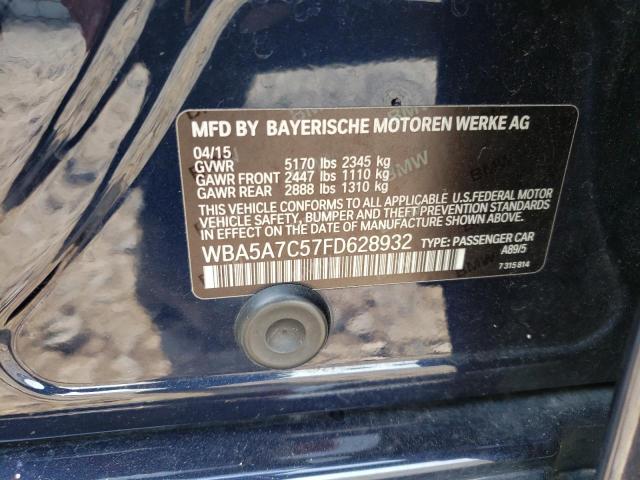 MFD BY BAYERISCHE MOTOREN WERKE AG
04/15
GVWR 5170 lbs 2345 kg
GAWR FRONT 2447 lbs 1110 kg
GAWR REAR 2888 lbs 1310 kg
THIS VEHICLE CONFORMS TO ALL APPLICABLE U.S.FEDERAL MOTOR
VEHICLE SAFETY, BUMPER AND THEFT PREVENTION STANDARDS
IN EFFECT ON THE DATE OF MANUFACTURE SHOWN ABOVE.
WBA5A7C57FD628932 TYPE: PASSENGER CAR
A89/5
7 315 814
BMW
BMW